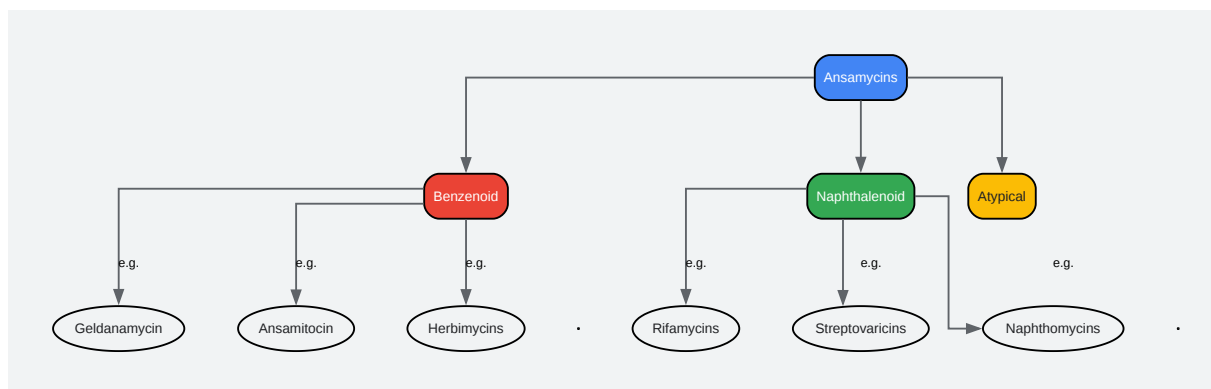 Ansamycins
Benzenoid
Naphthalenoid
Atypical
e.g.
e.g.
e.g.
e.g.
e.g.
e.g.
Geldanamycin
Ansamitocin
Herbimycins
.
Rifamycins
Streptovaricins
Naphthomycins
.